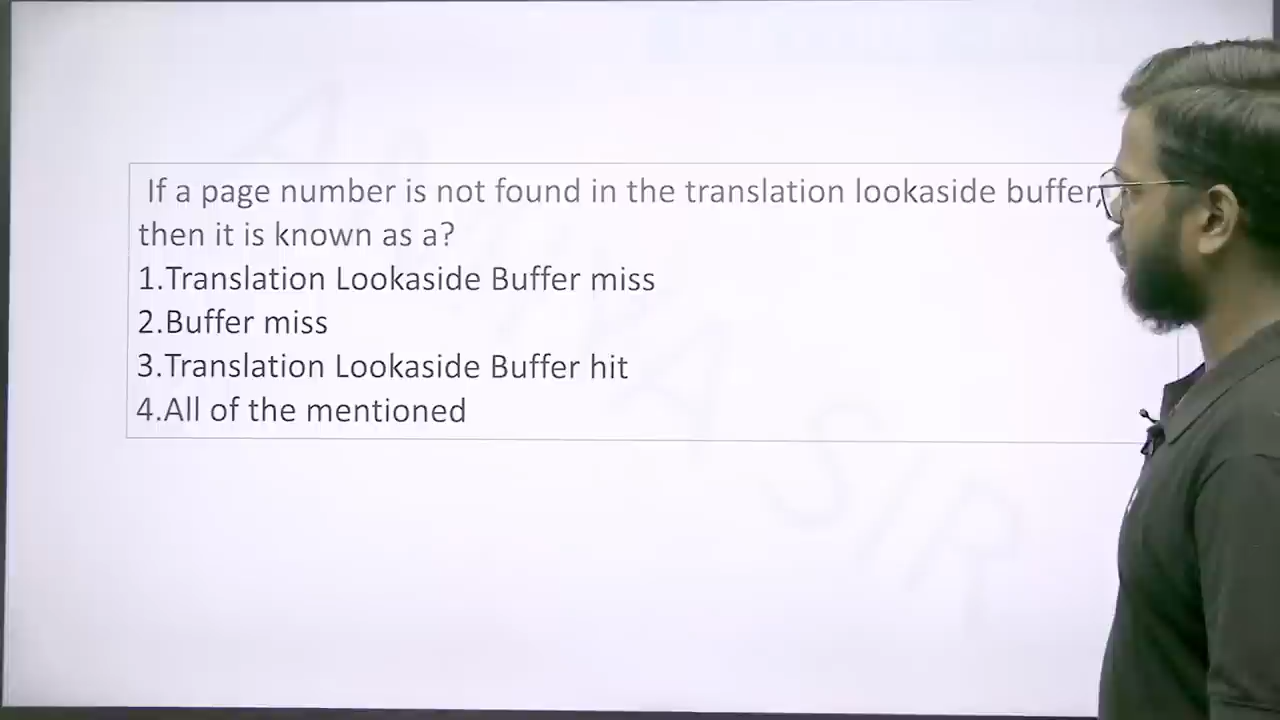 If a page number is not found in the translation lookaside buffer,
then it is known as a?
1.Translation Lookaside Buffer miss
2.Buffer miss
3.Translation Lookaside Buffer hit
4.All of the mentioned